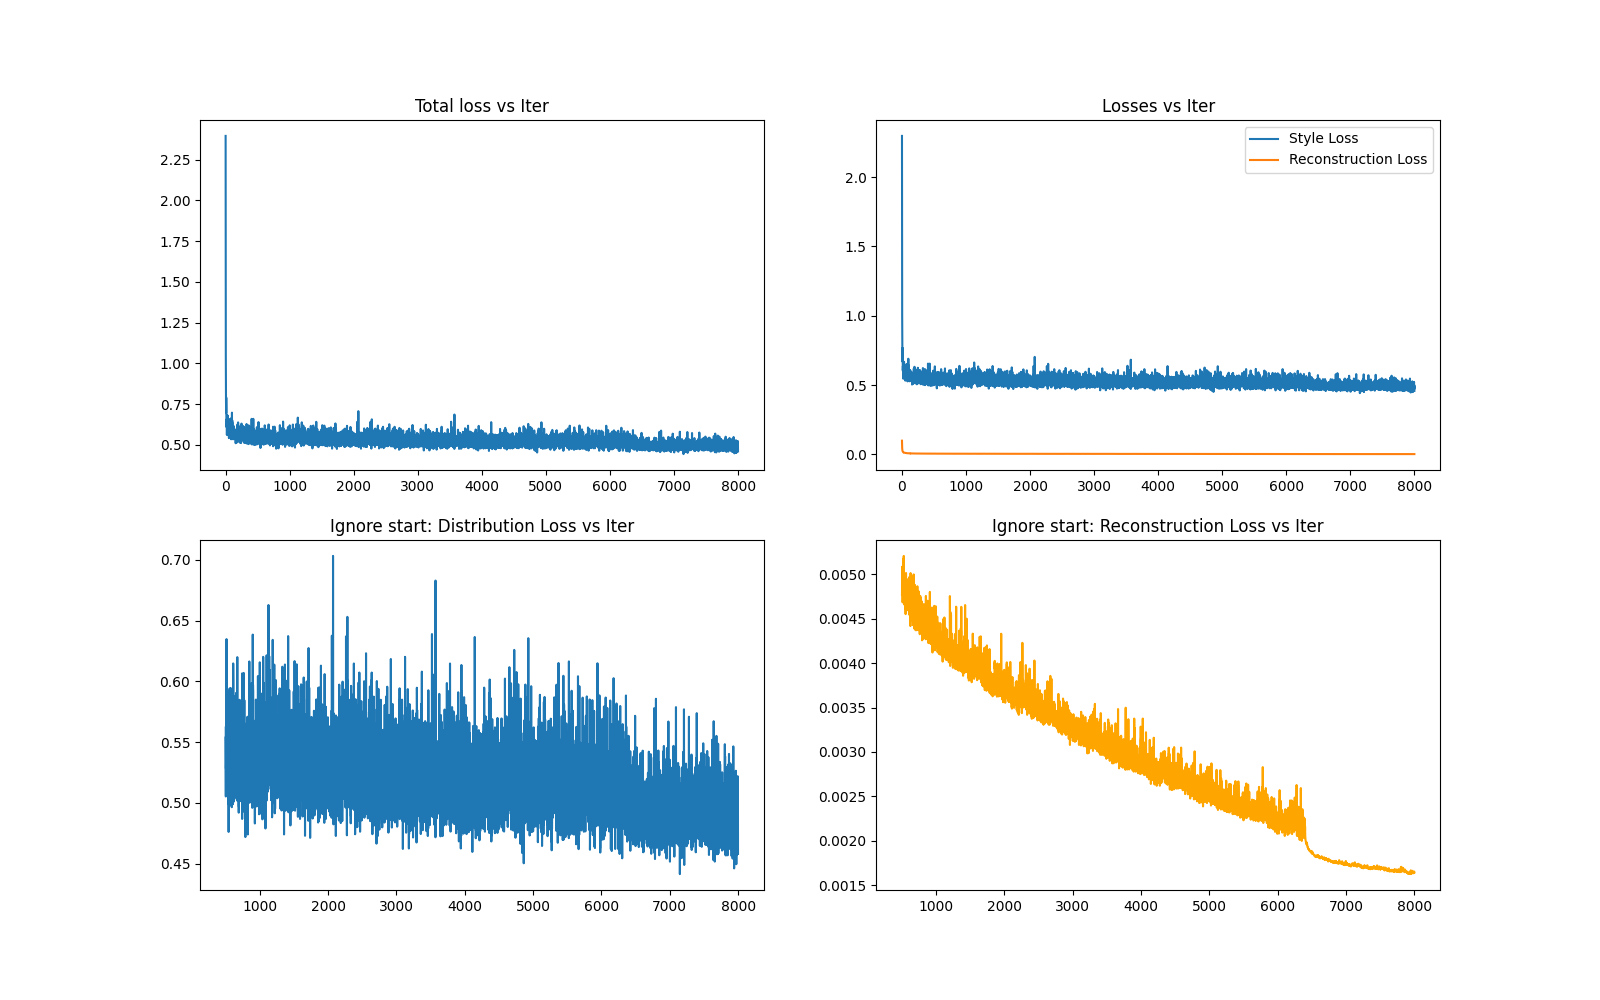 Total loss vs Iter
2.25
2.00
1.75
1.50
1.25
1.00
0.75
0.50
0 1000 2000 3000 4000 5000 6000 7000 8000
Losses vs Iter
Style Loss
Reconstruction Loss
2.0
1.5
1.0
0.5
0.0
0 1000 2000 3000 4000 5000 6000 7000 8000
Ignore start: Distribution Loss vs Iter
0.70
0.65
0.60
0.55
0.50
0.45
1000 2000 3000 4000 5000 6000 7000 8000
Ignore start: Reconstruction Loss vs Iter
0.0050
0.0045
0.0040
0.0035
0.0030
0.0025
0.0020
0.0015
1000 2000 3000 4000 5000 6000 7000 8000